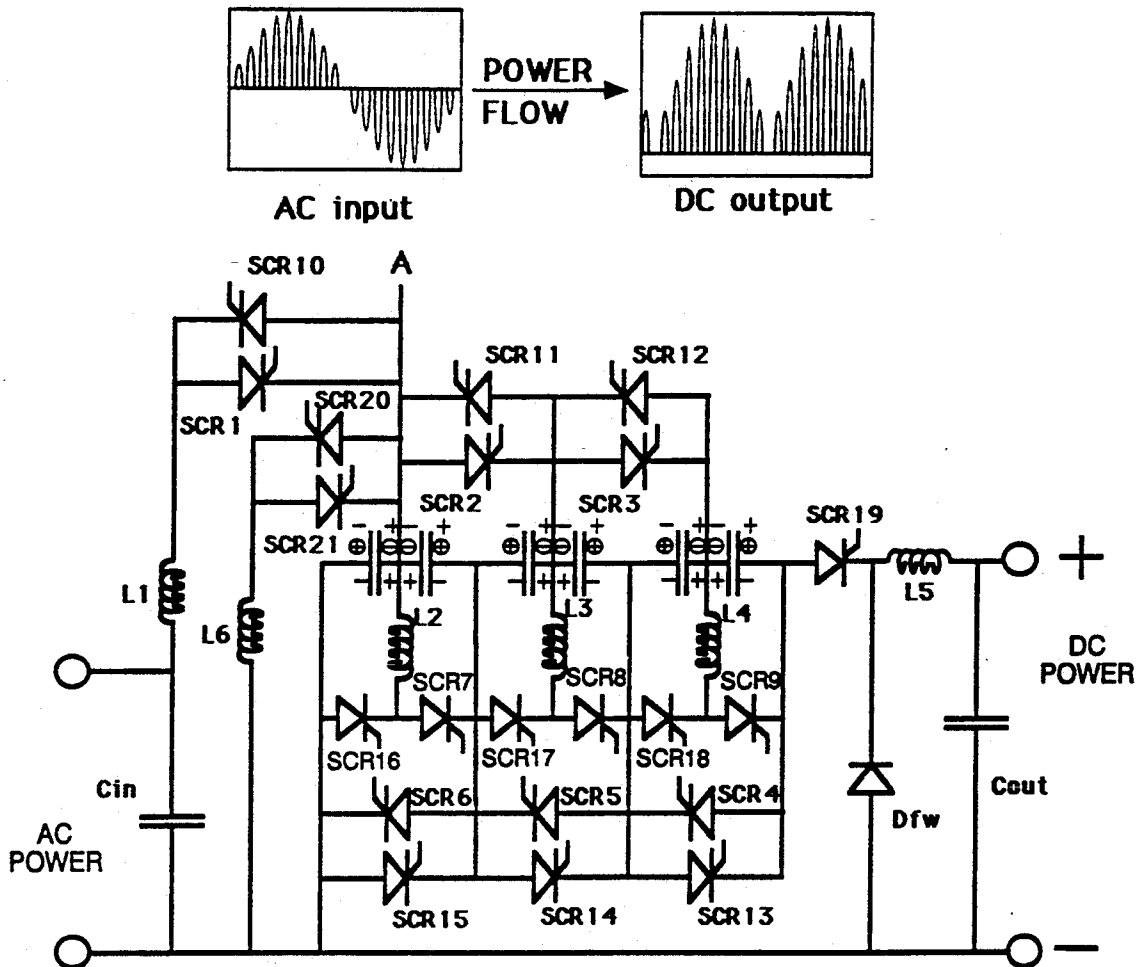 POWER
FLOW
AC input
DC output
A
SCR10
SCR11
SCR12
SCR1
SCR20
SCR2
SCR3
SCR19
SCR21
− + − + − + − + − + − +
⊕ ⊖ ⊖ ⊕ ⊕ ⊖ ⊖ ⊕ ⊕ ⊖ ⊖ ⊕
− + + − − + + − − + + −
+
L1
L2
L3
L4
L5
L6
DC
POWER
SCR7
SCR8
SCR9
SCR16
SCR17
SCR18
Cin
SCR6
SCR5
SCR4
Dfw
Cout
AC
POWER
SCR15
SCR14
SCR13
−